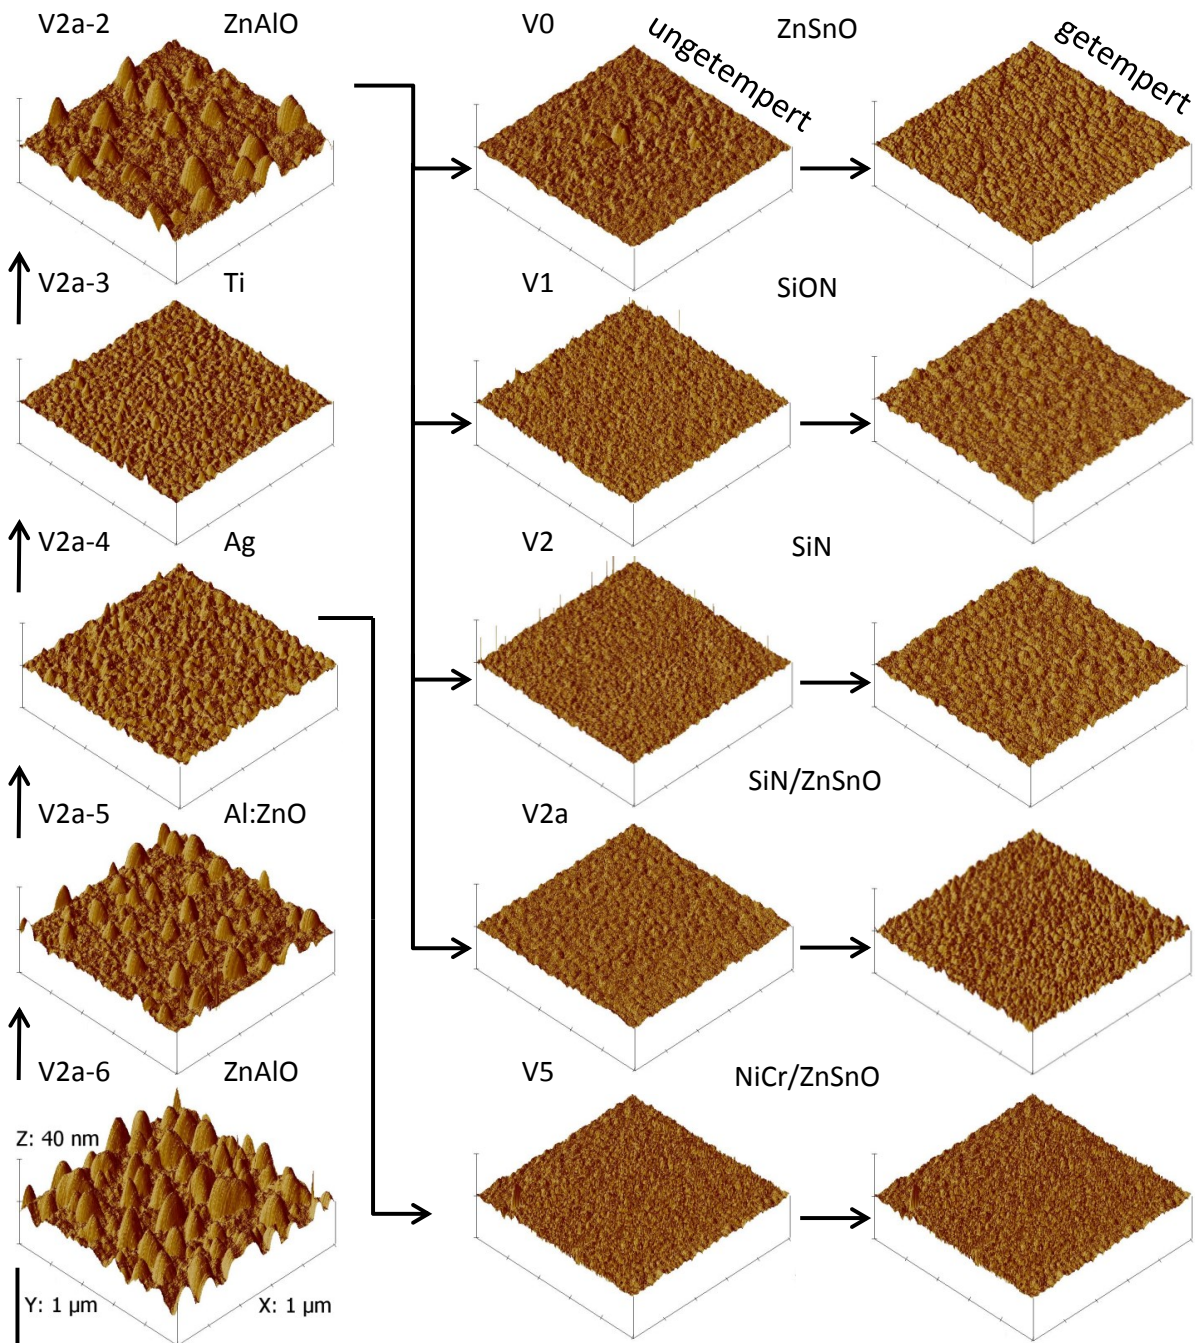 V2a-2 ZnAlO V0 ungetempert ZnSnO getempert
V2a-3 Ti V1 SiON
V2a-4 Ag V2 SiN
SiN/ZnSnO
V2a-5 Al:ZnO V2a
V2a-6 ZnAlO V5 NiCr/ZnSnO
Z: 40 nm
Y: 1 µm X: 1 µm